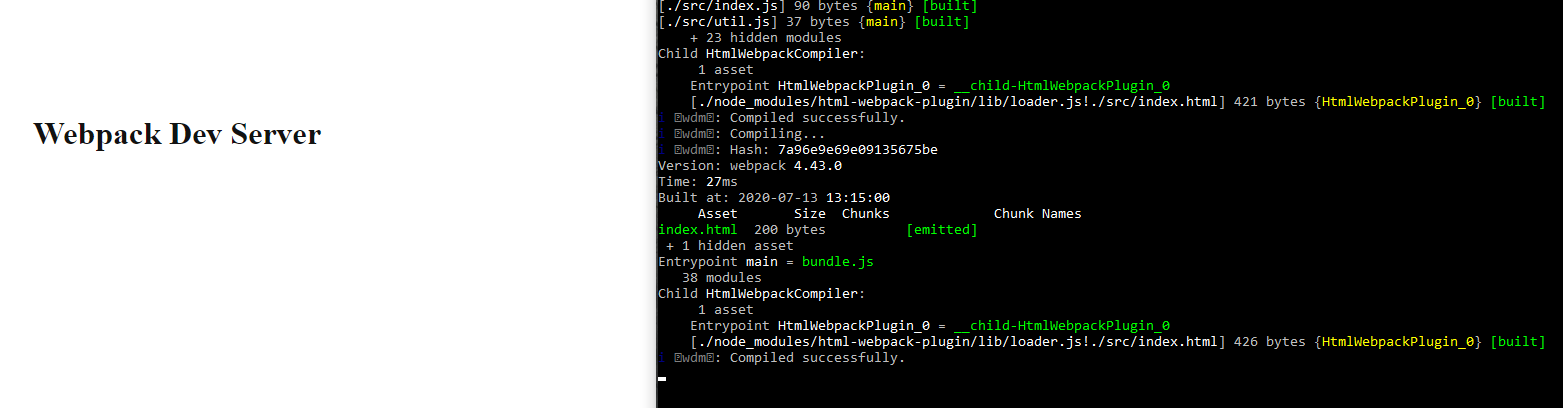 Webpack Dev Server
[./src/index.js] 90 bytes {main} [built]
[./src/util.js] 37 bytes {main} [built]
    + 23 hidden modules
Child HtmlWebpackCompiler:
     1 asset
    Entrypoint HtmlWebpackPlugin_0 = __child-HtmlWebpackPlugin_0
    [./node_modules/html-webpack-plugin/lib/loader.js!./src/index.html] 421 bytes {HtmlWebpackPlugin_0} [built]
i 「wdm」: Compiled successfully.
i 「wdm」: Compiling...
i 「wdm」: Hash: 7a96e9e69e09135675be
Version: webpack 4.43.0
Time: 27ms
Built at: 2020-07-13 13:15:00
     Asset       Size  Chunks             Chunk Names
index.html  200 bytes          [emitted]
 + 1 hidden asset
Entrypoint main = bundle.js
   38 modules
Child HtmlWebpackCompiler:
     1 asset
    Entrypoint HtmlWebpackPlugin_0 = __child-HtmlWebpackPlugin_0
    [./node_modules/html-webpack-plugin/lib/loader.js!./src/index.html] 426 bytes {HtmlWebpackPlugin_0} [built]
i 「wdm」: Compiled successfully.